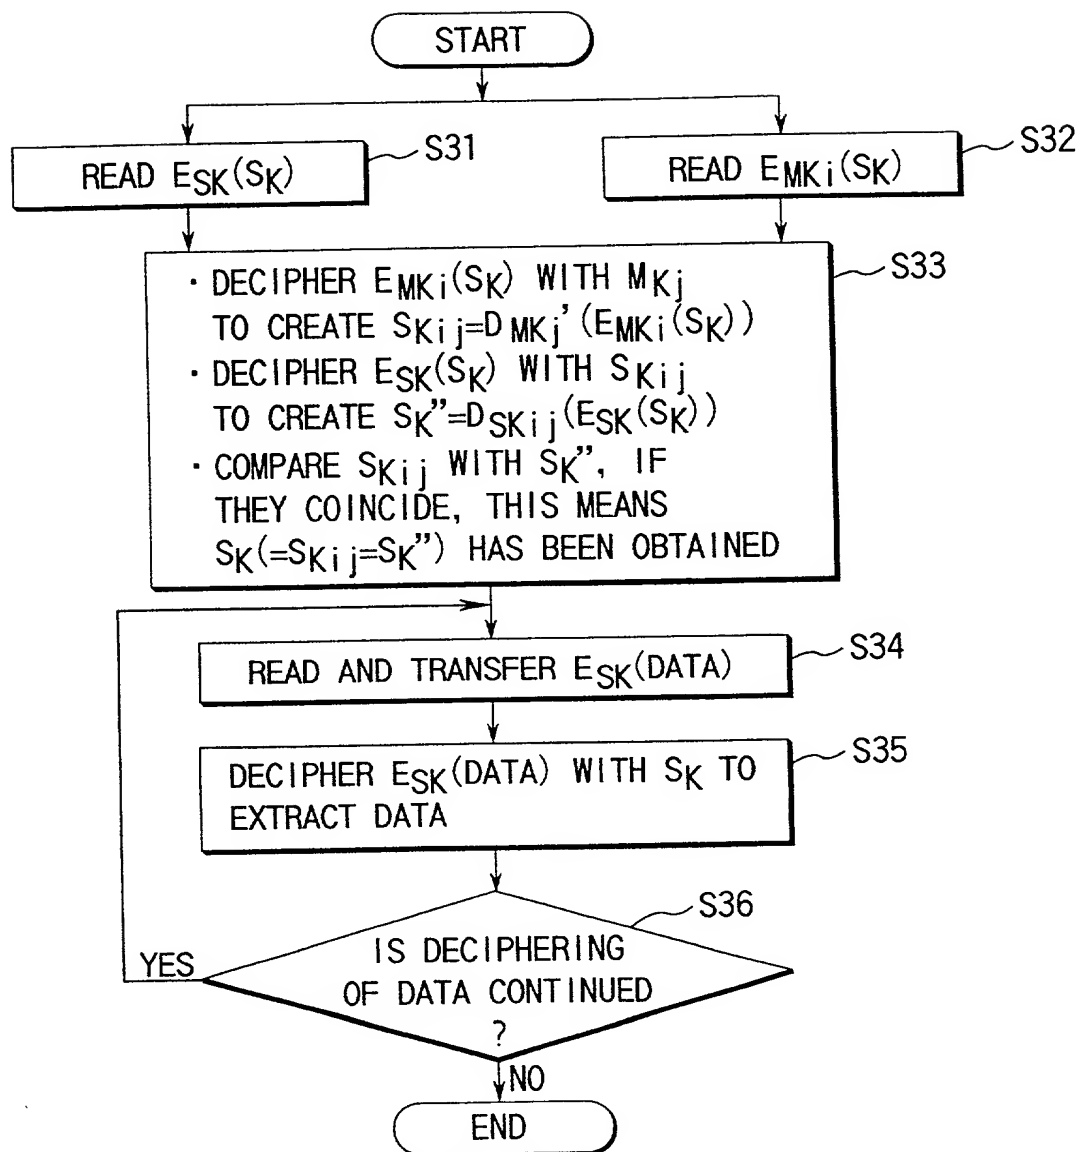 START
S31
S32
READ ESK(SK)
READ EMKi(SK)
S33
· DECIPHER EMKi(SK) WITH MKj
TO CREATE SKij=DMKj'(EMKi(SK))
· DECIPHER ESK(SK) WITH SKij
TO CREATE SK"=DSKij(ESK(SK))
· COMPARE SKij WITH SK", IF
THEY COINCIDE, THIS MEANS
SK(=SKij=SK") HAS BEEN OBTAINED
S34
READ AND TRANSFER ESK(DATA)
S35
DECIPHER ESK(DATA) WITH SK TO
EXTRACT DATA
S36
IS DECIPHERING
YES
OF DATA CONTINUED
?
NO
END